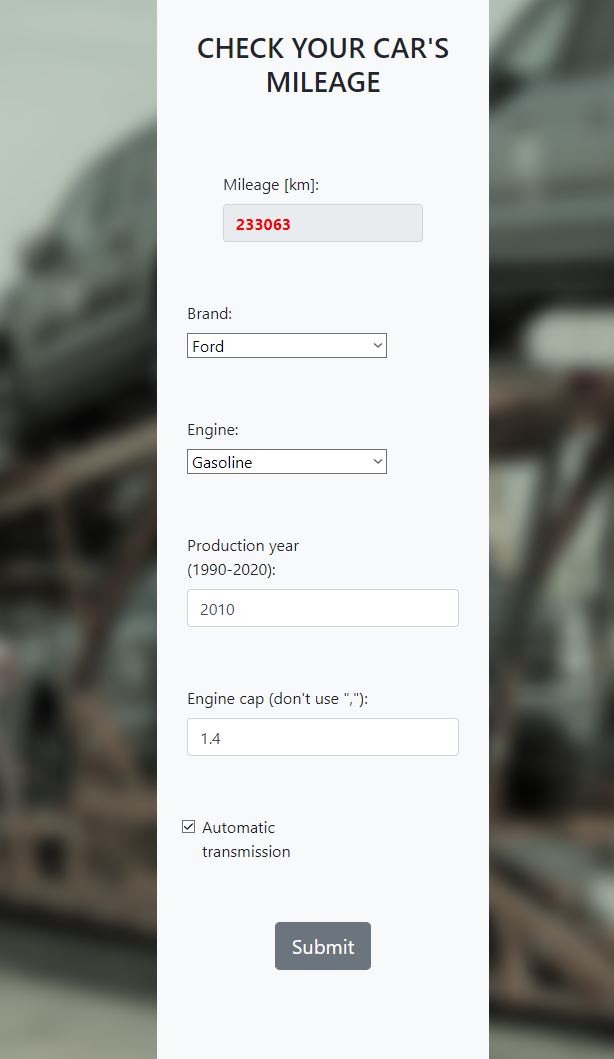 CHECK YOUR CAR'S
MILEAGE
Mileage [km]:
233063
Brand:
Ford
Engine:
Gasoline
Production year
(1990-2020):
2010
Engine cap (don't use ","):
1.4
Automatic
transmission
Submit